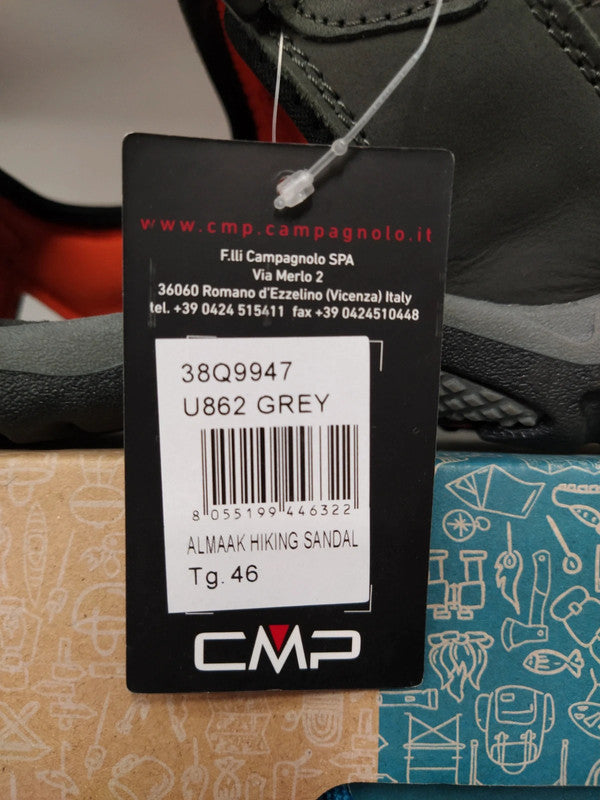 www.cmp.campagnolo.it
F.lli Campagnolo SPA
Via Merlo 2
36060 Romano d'Ezzelino (Vicenza) Italy
tel. +39 0424 515411 fax +39 0424510448
38Q9947
U862 GREY
8 055199 446322
ALMAAK HIKING SANDAL
Tg. 46
CMP